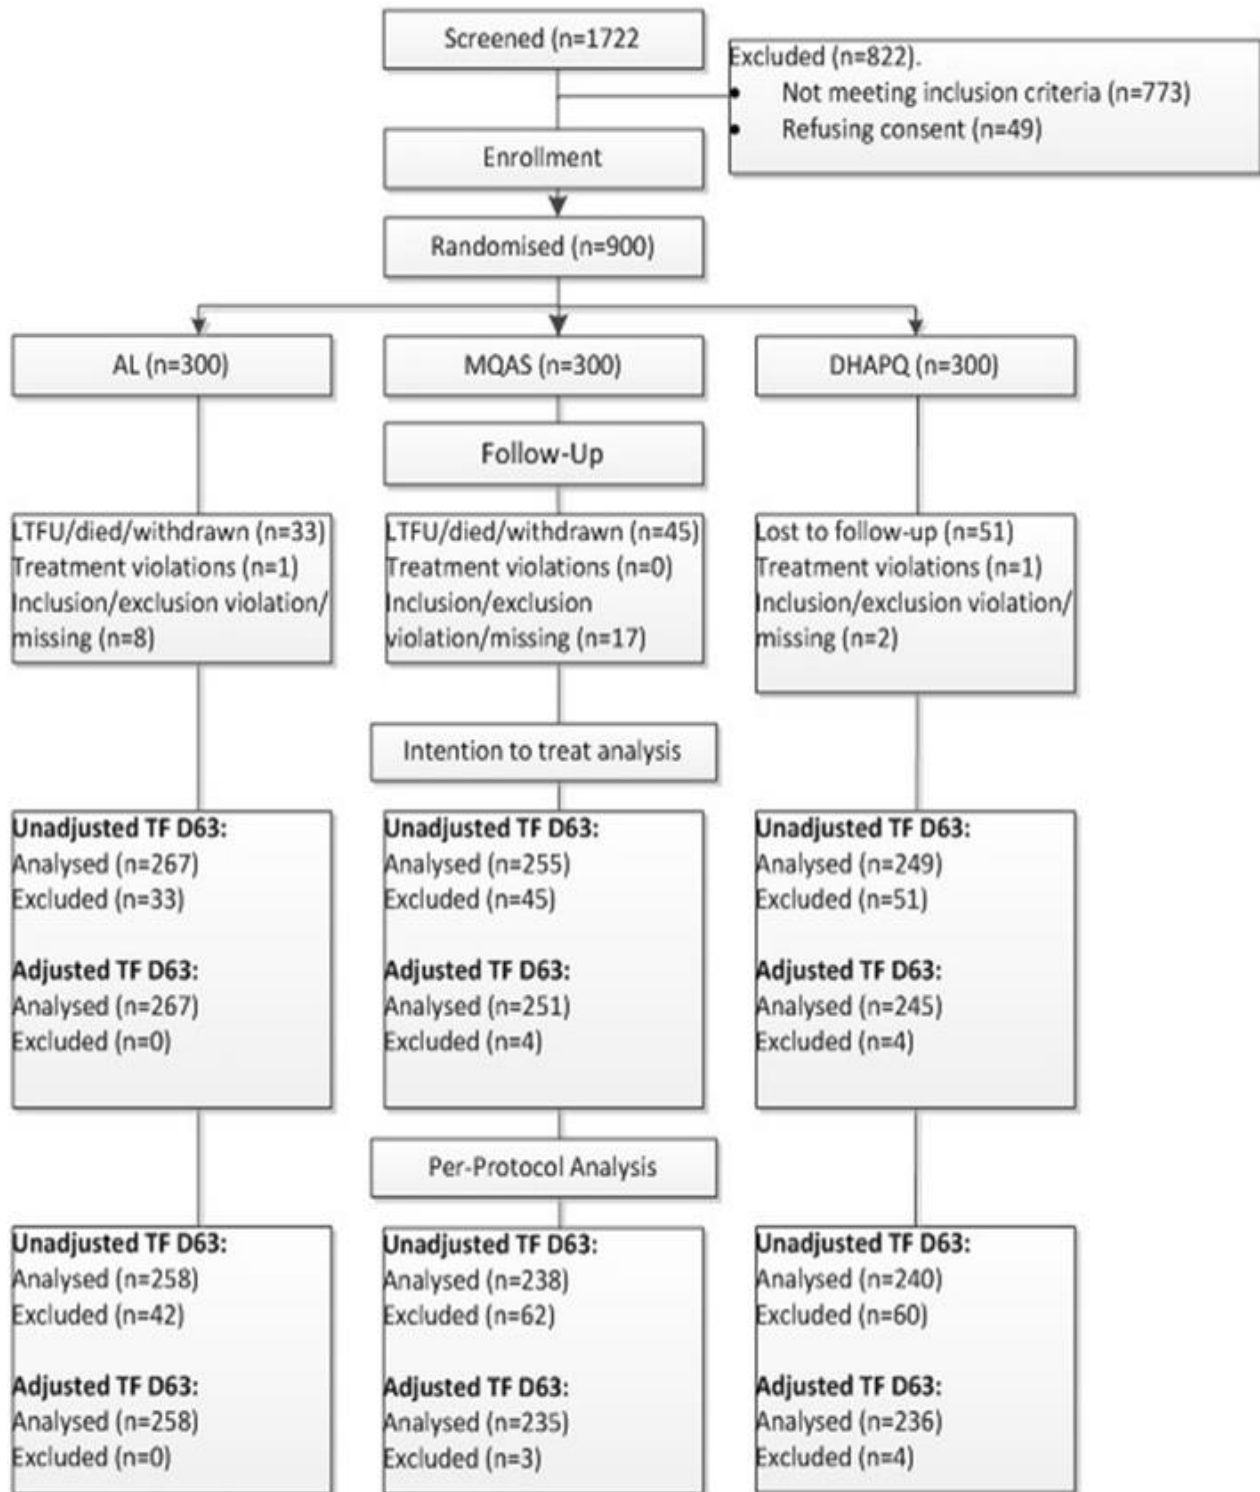 Screened (n=1722
Excluded (n=822).
• Not meeting inclusion criteria (n=773)
• Refusing consent (n=49)
Enrollment
Randomised (n=900)
AL (n=300)
MQAS (n=300)
DHAPQ (n=300)
Follow-Up
LTFU/died/withdrawn (n=33)
Treatment violations (n=1)
Inclusion/exclusion violation/
missing (n=8)
LTFU/died/withdrawn (n=45)
Treatment violations (n=0)
Inclusion/exclusion
violation/missing (n=17)
Lost to follow-up (n=51)
Treatment violations (n=1)
Inclusion/exclusion violation/
missing (n=2)
Intention to treat analysis
Unadjusted TF D63:
Analysed (n=267)
Excluded (n=33)
Adjusted TF D63:
Analysed (n=267)
Excluded (n=0)
Unadjusted TF D63:
Analysed (n=255)
Excluded (n=45)
Adjusted TF D63:
Analysed (n=251)
Excluded (n=4)
Unadjusted TF D63:
Analysed (n=249)
Excluded (n=51)
Adjusted TF D63:
Analysed (n=245)
Excluded (n=4)
Per-Protocol Analysis
Unadjusted TF D63:
Analysed (n=258)
Excluded (n=42)
Adjusted TF D63:
Analysed (n=258)
Excluded (n=0)
Unadjusted TF D63:
Analysed (n=238)
Excluded (n=62)
Adjusted TF D63:
Analysed (n=235)
Excluded (n=3)
Unadjusted TF D63:
Analysed (n=240)
Excluded (n=60)
Adjusted TF D63:
Analysed (n=236)
Excluded (n=4)